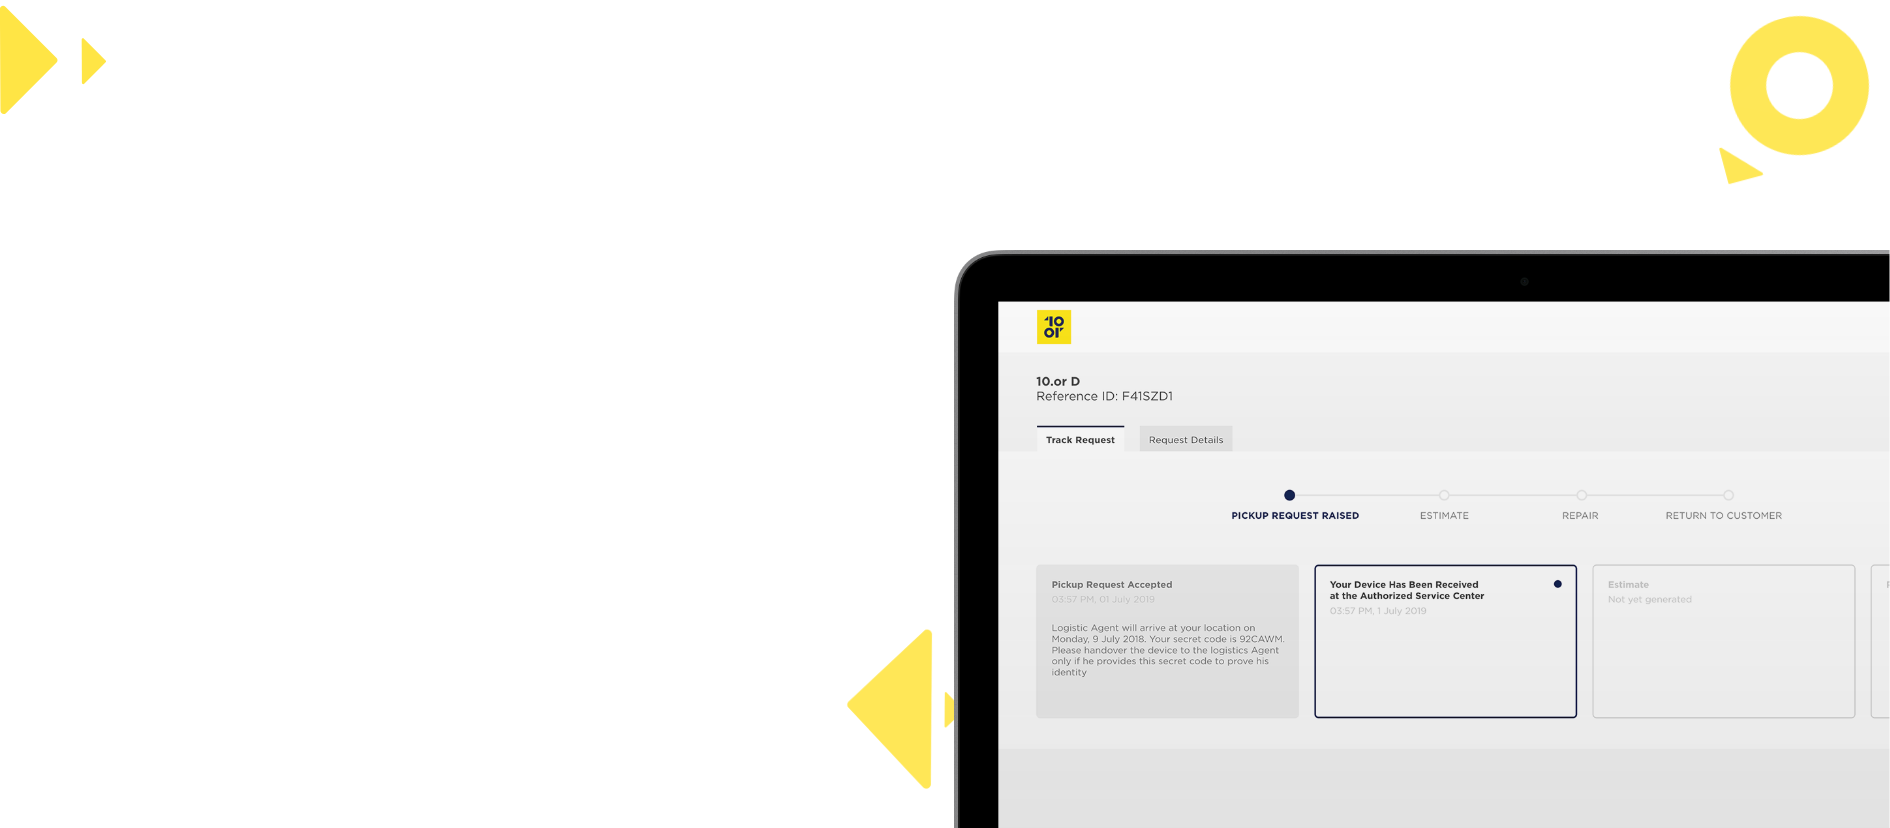 10
or
10.or D
Reference ID: F41SZD1
Track Request
Request Details
PICKUP REQUEST RAISED
ESTIMATE
REPAIR
RETURN TO CUSTOMER
Pickup Request Accepted
03:57 PM, 01 July 2019
Logistic Agent will arrive at your location on
Monday, 9 July 2018. Your secret code is 92CAWM.
Please handover the device to the logistics Agent
only if he provides this secret code to prove his
identity
Your Device Has Been Received
at the Authorized Service Center
03:57 PM, 1 July 2019
Estimate
Not yet generated